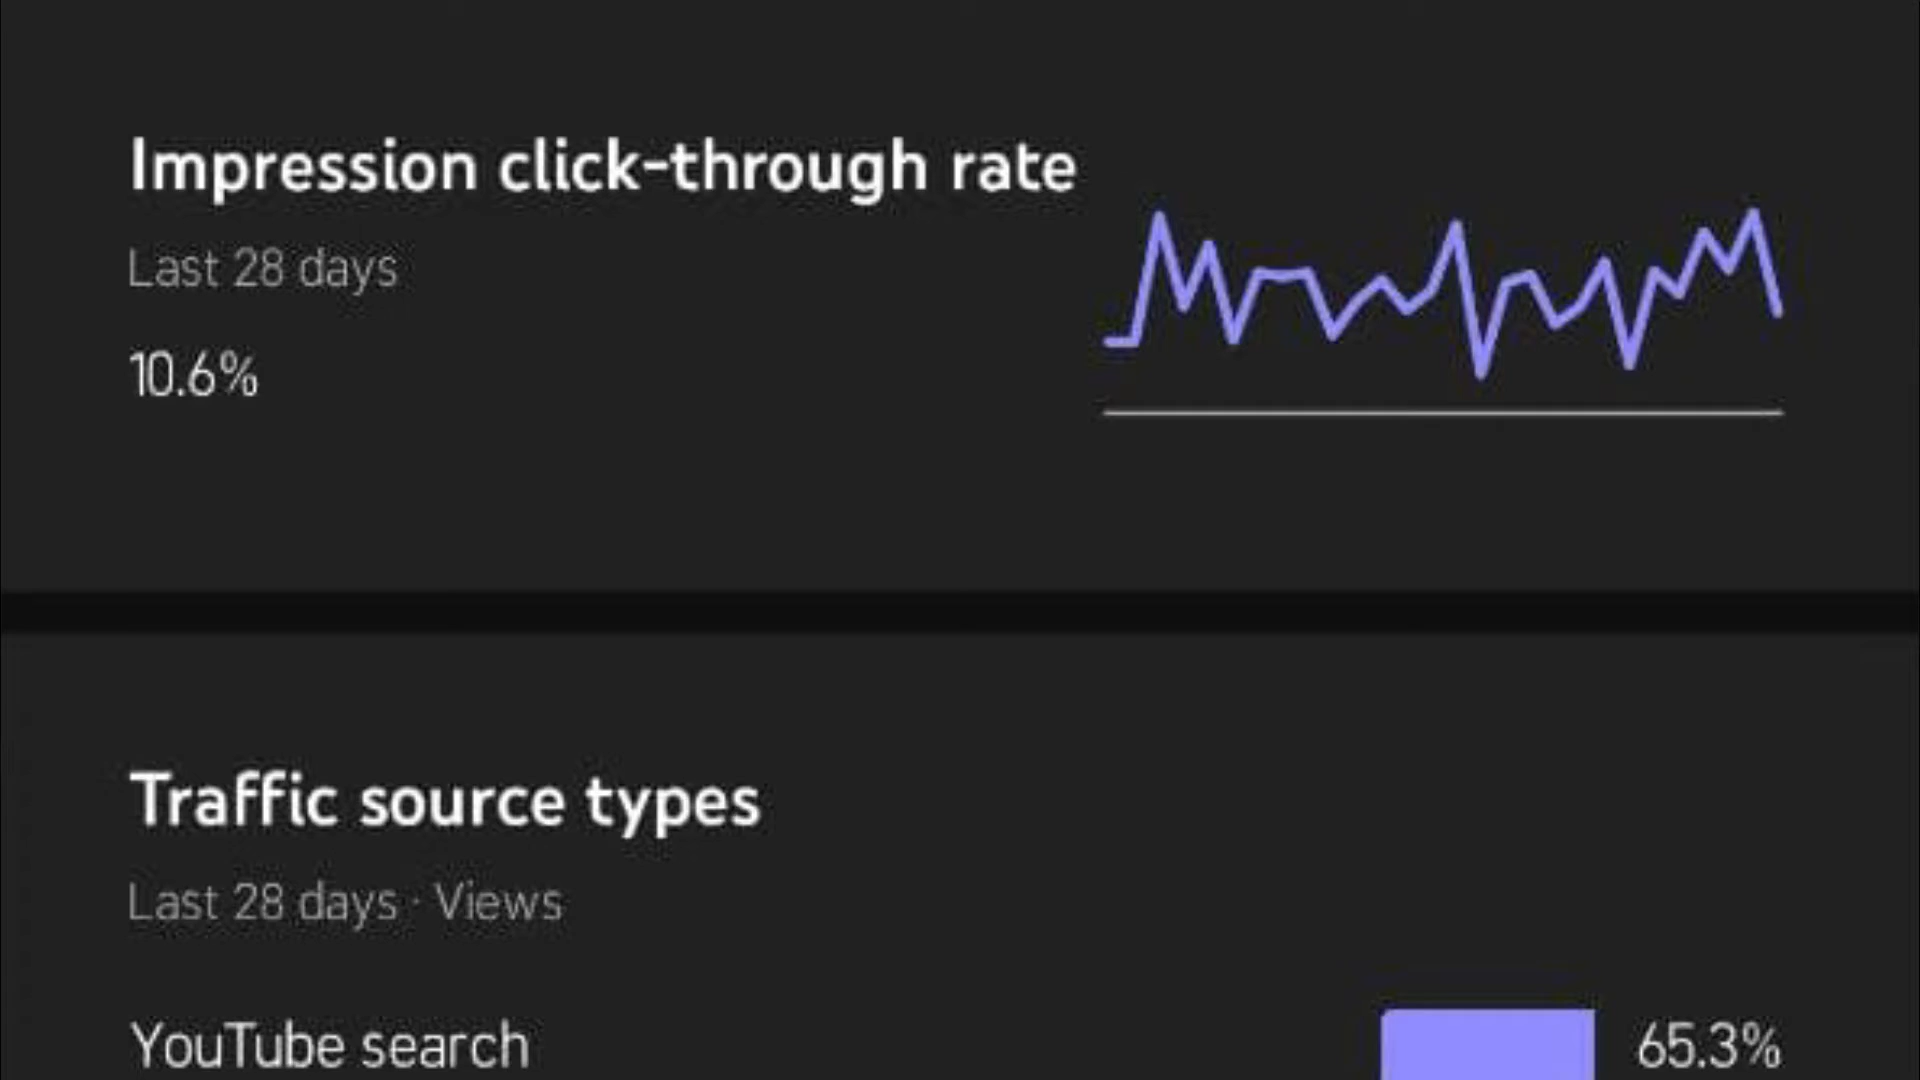 Impression click-through rate
Last 28 days
10.6%
Traffic source types
Last 28 days · Views
YouTube search 65.3%